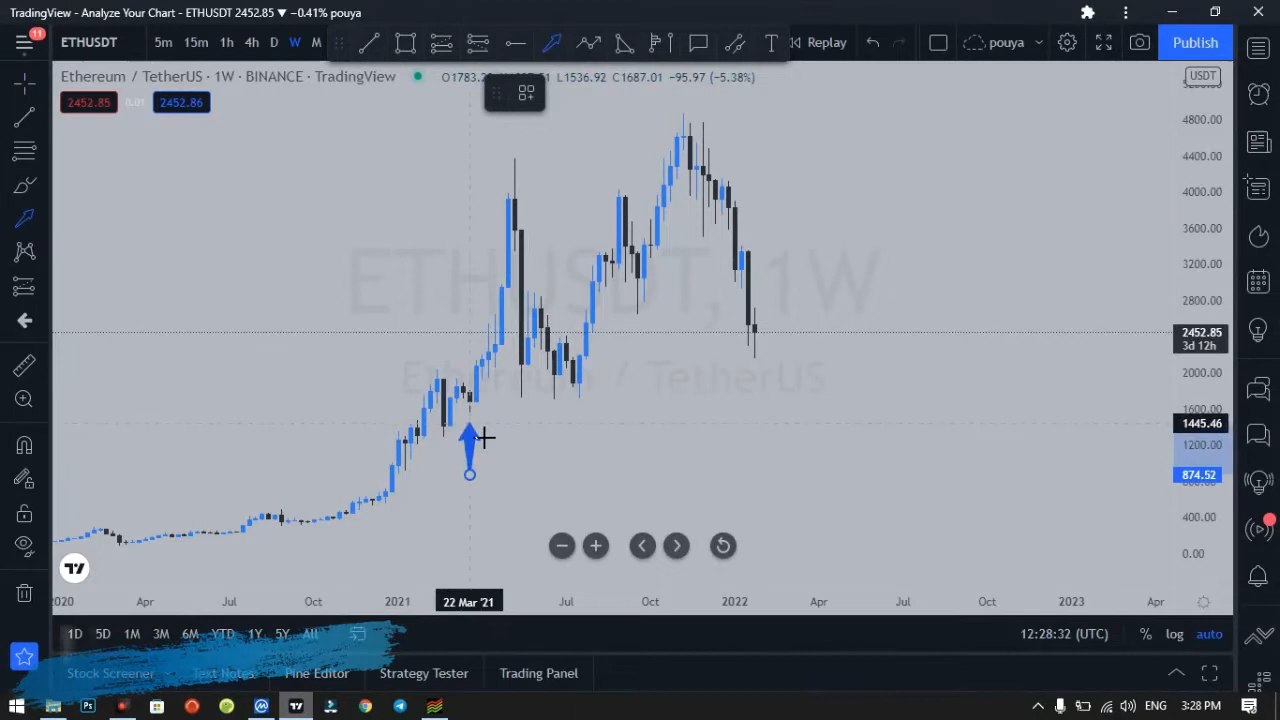 TradingView - Analyze Your Chart - ETHUSDT 2452.85 ▼ −0.41% pouya
11
ETHUSDT 5m 15m 1h 4h D W M Replay pouya Publish
Ethereum / TetherUS · 1W · BINANCE · TradingView L1536.92 C1687.01 −95.97 (−5.38%)
USDT
2452.85 2452.86
4800.00
4400.00
4000.00
3600.00
3200.00
2800.00
ETHUSDT, 1W
Ethereum / TetherUS
2452.85
3d 12h
2000.00
1600.00
1445.46
1200.00
874.52
400.00
0.00
2020 Apr Jul Oct 2021 22 Mar '21 Jul Oct 2022 Apr Jul Oct 2023 Apr
1D 5D 1M 3M 6M YTD 1Y 5Y All 12:28:32 (UTC) % log auto
Stock Screener Text Notes Pine Editor Strategy Tester Trading Panel
ENG 3:28 PM